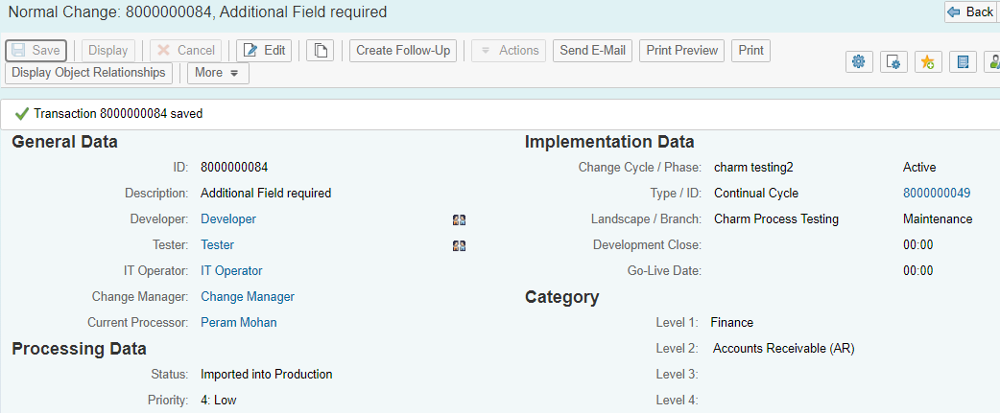 Normal Change: 8000000084, Additional Field required
Back
Save Display Cancel Edit Create Follow-Up Actions Send E-Mail Print Preview Print
Display Object Relationships More
Transaction 8000000084 saved
General Data
ID: 8000000084
Description: Additional Field required
Developer: Developer
Tester: Tester
IT Operator: IT Operator
Change Manager: Change Manager
Current Processor: Peram Mohan
Processing Data
Status: Imported into Production
Priority: 4: Low
Implementation Data
Change Cycle / Phase: charm testing2 Active
Type / ID: Continual Cycle 8000000049
Landscape / Branch: Charm Process Testing Maintenance
Development Close: 00:00
Go-Live Date: 00:00
Category
Level 1: Finance
Level 2: Accounts Receivable (AR)
Level 3:
Level 4: